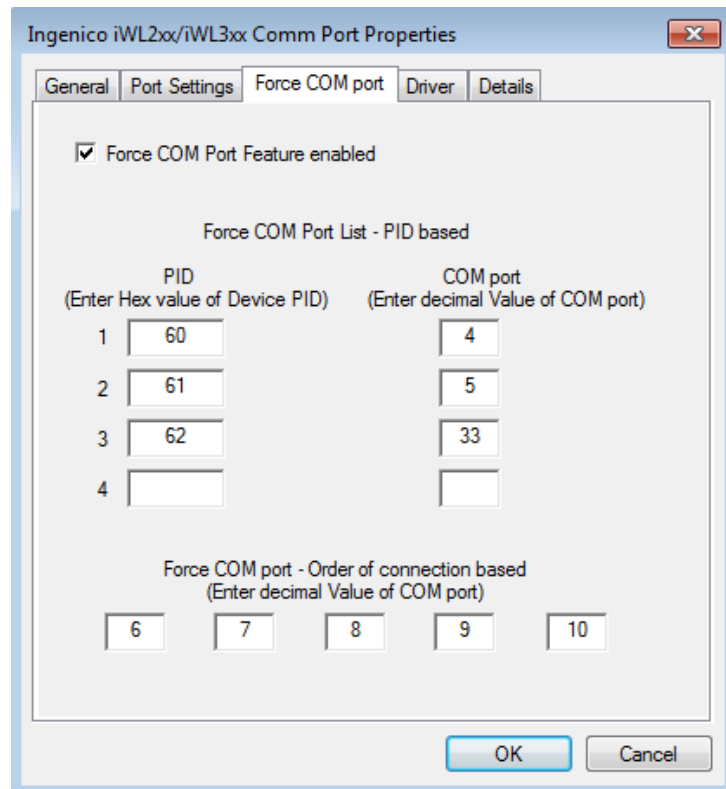 Ingenico iWL2xx/iWL3xx Comm Port Properties
General Port Settings Force COM port Driver Details
Force COM Port Feature enabled
Force COM Port List - PID based
PID COM port
(Enter Hex value of Device PID) (Enter decimal Value of COM port)
1 60 4
2 61 5
3 62 33
4
Force COM port - Order of connection based
(Enter decimal Value of COM port)
6 7 8 9 10
OK Cancel